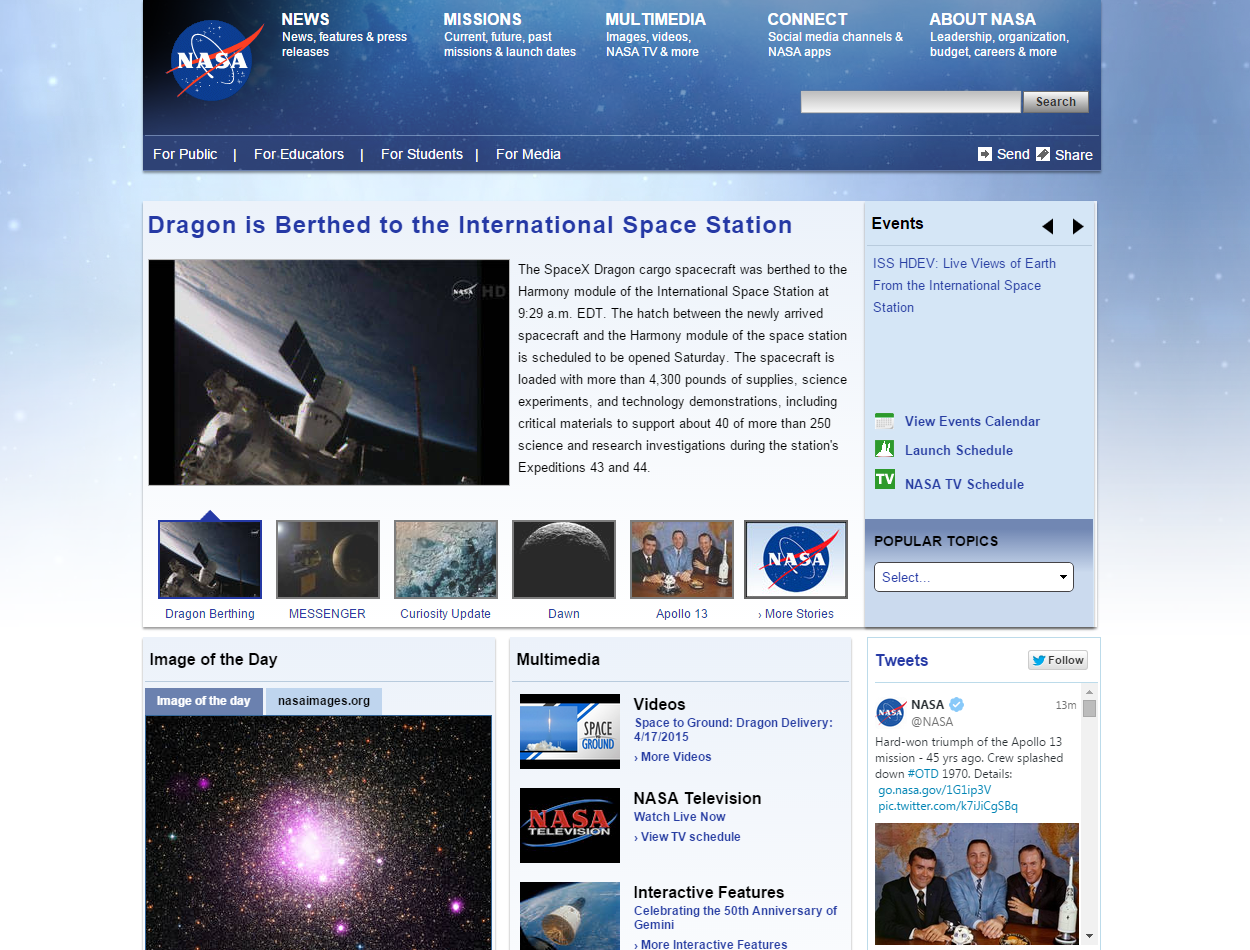 NASA
NEWS
News, features & press
releases
MISSIONS
Current, future, past
missions & launch dates
MULTIMEDIA
Images, videos,
NASA TV & more
CONNECT
Social media channels &
NASA apps
ABOUT NASA
Leadership, organization,
budget, careers & more
Search
For Public | For Educators | For Students | For Media
Send Share
Dragon is Berthed to the International Space Station
NASA HD
The SpaceX Dragon cargo spacecraft was berthed to the
Harmony module of the International Space Station at
9:29 a.m. EDT. The hatch between the newly arrived
spacecraft and the Harmony module of the space station
is scheduled to be opened Saturday. The spacecraft is
loaded with more than 4,300 pounds of supplies, science
experiments, and technology demonstrations, including
critical materials to support about 40 of more than 250
science and research investigations during the station's
Expeditions 43 and 44.
NASA
Dragon Berthing
MESSENGER
Curiosity Update
Dawn
Apollo 13
› More Stories
Events
ISS HDEV: Live Views of Earth
From the International Space
Station
View Events Calendar
Launch Schedule
TV NASA TV Schedule
POPULAR TOPICS
Select...
Image of the Day
Image of the day
nasaimages.org
Multimedia
SPACE
TO
GROUND
Videos
Space to Ground: Dragon Delivery:
4/17/2015
› More Videos
NASA
TELEVISION
NASA Television
Watch Live Now
› View TV schedule
Interactive Features
Celebrating the 50th Anniversary of
Gemini
› More Interactive Features
Tweets
Follow
NASA
NASA 13m
@NASA
Hard-won triumph of the Apollo 13
mission - 45 yrs ago. Crew splashed
down #OTD 1970. Details:
go.nasa.gov/1G1ip3V
pic.twitter.com/k7iJiCgSBq